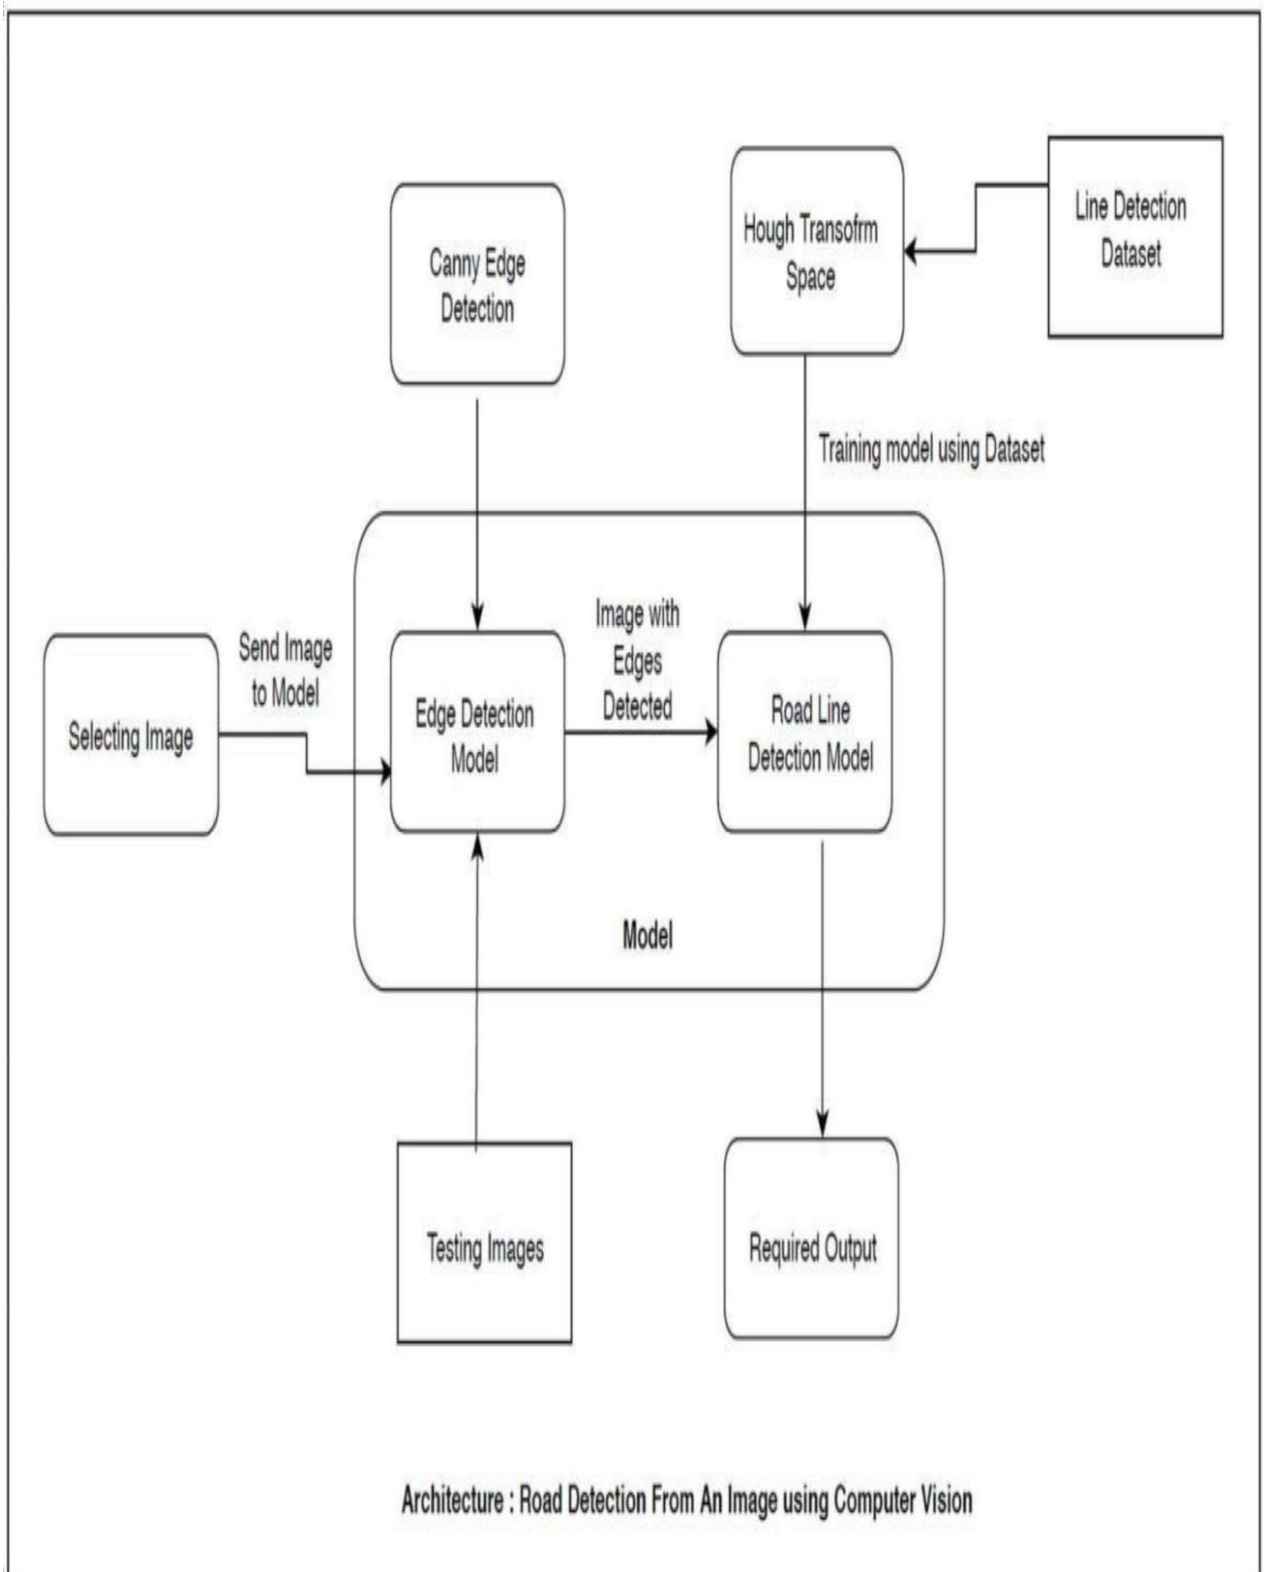 Canny Edge
Detection
Hough Transofrm
Space
Line Detection
Dataset
Training model using Dataset
Selecting Image
Send Image
to Model
Edge Detection
Model
Image with
Edges
Detected
Road Line
Detection Model
Model
Testing Images
Required Output
Architecture : Road Detection From An Image using Computer Vision